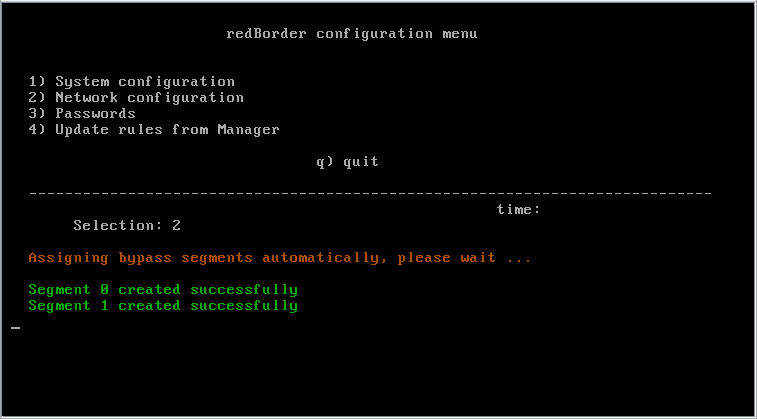 redBorder configuration menu
1) System configuration
2) Network configuration
3) Passwords
4) Update rules from Manager
q) quit
--------------------------------------------------------------------------------
time:
Selection: 2
Assigning bypass segments automatically, please wait ...
Segment 0 created successfully
Segment 1 created successfully
_